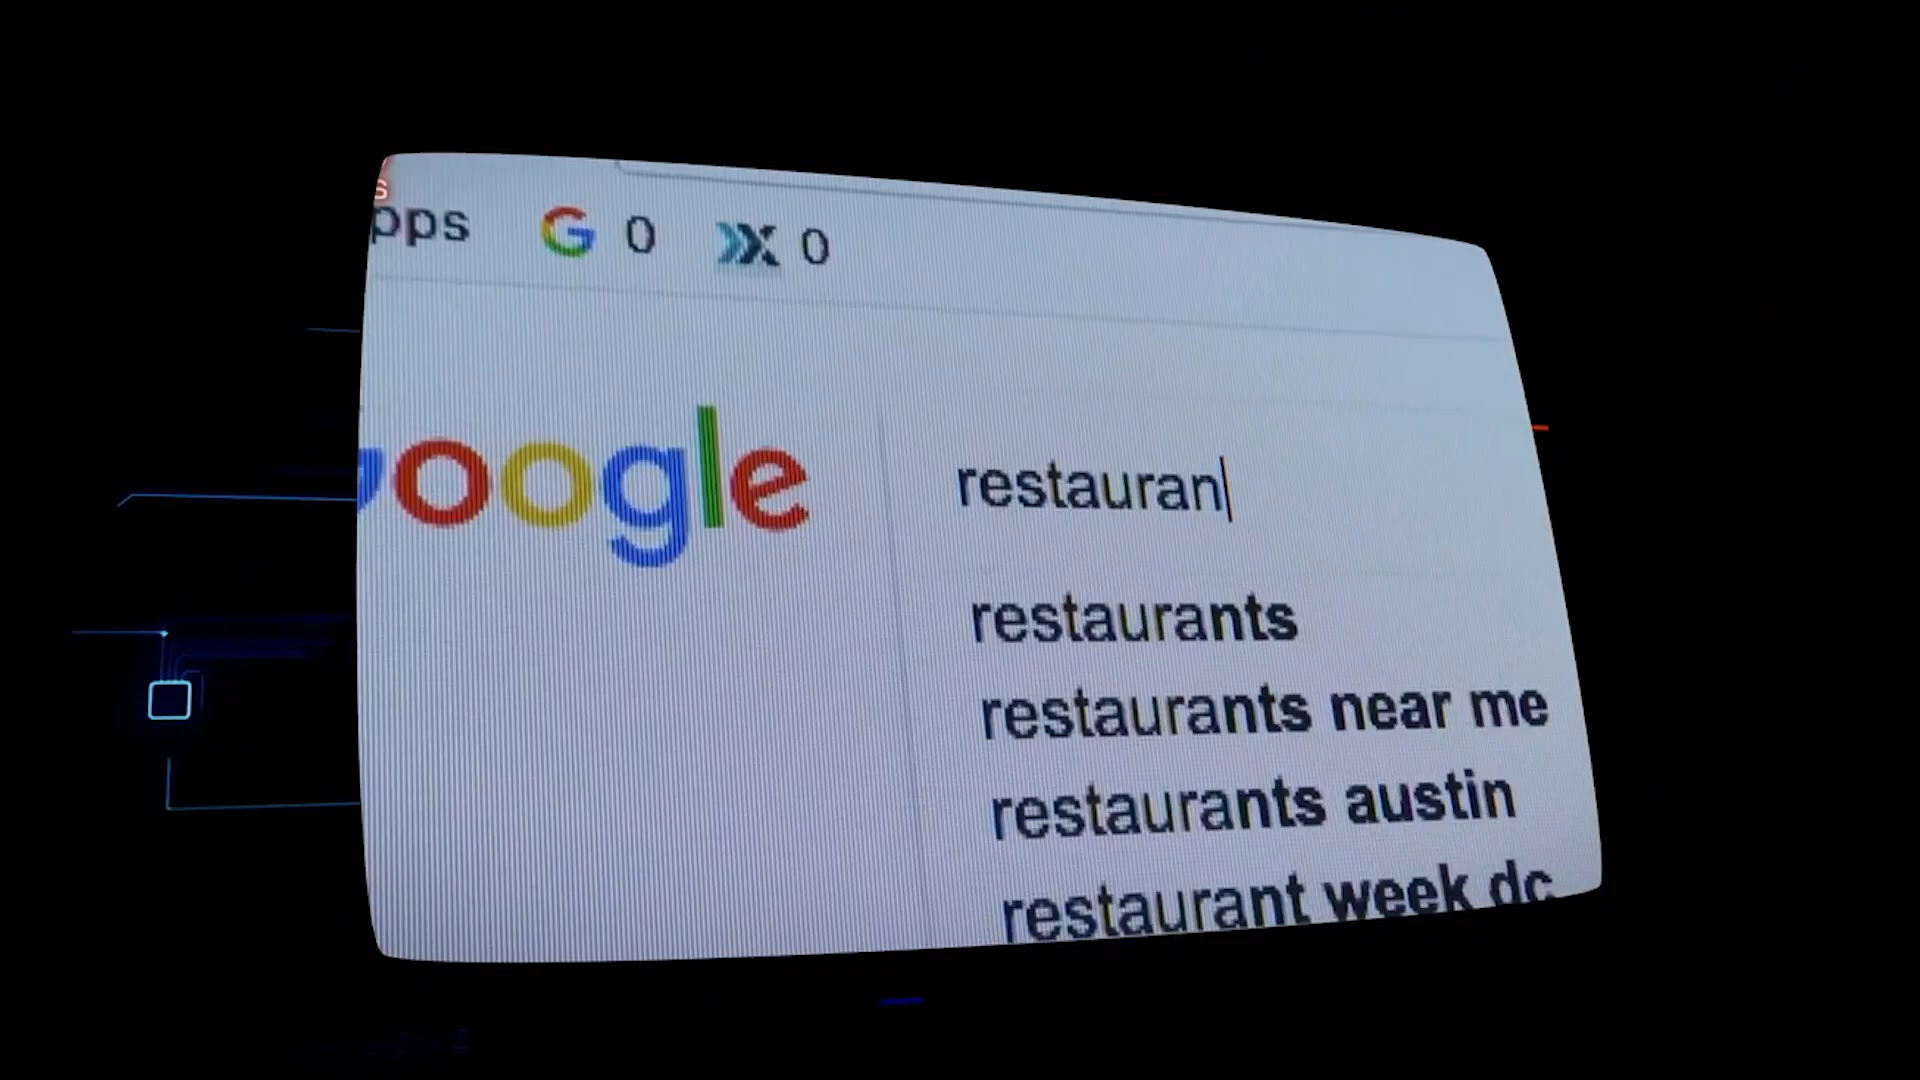 s
pps G 0 X 0
oogle restauran
restaurants
restaurants near me
restaurants austin
restaurant week dc